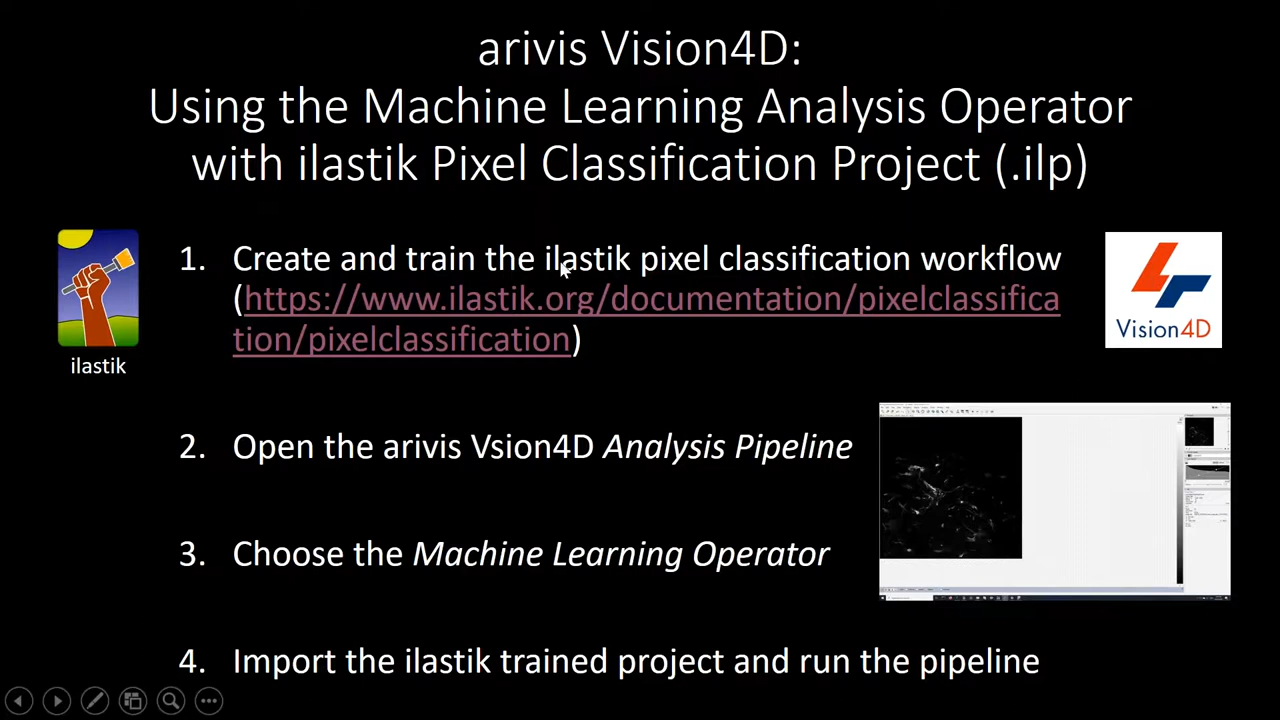 arivis Vision4D:
Using the Machine Learning Analysis Operator
with ilastik Pixel Classification Project (.ilp)
1. Create and train the ilastik pixel classification workflow
(https://www.ilastik.org/documentation/pixelclassifica
tion/pixelclassification)
ilastik
Vision4D
2. Open the arivis Vsion4D Analysis Pipeline
3. Choose the Machine Learning Operator
4. Import the ilastik trained project and run the pipeline